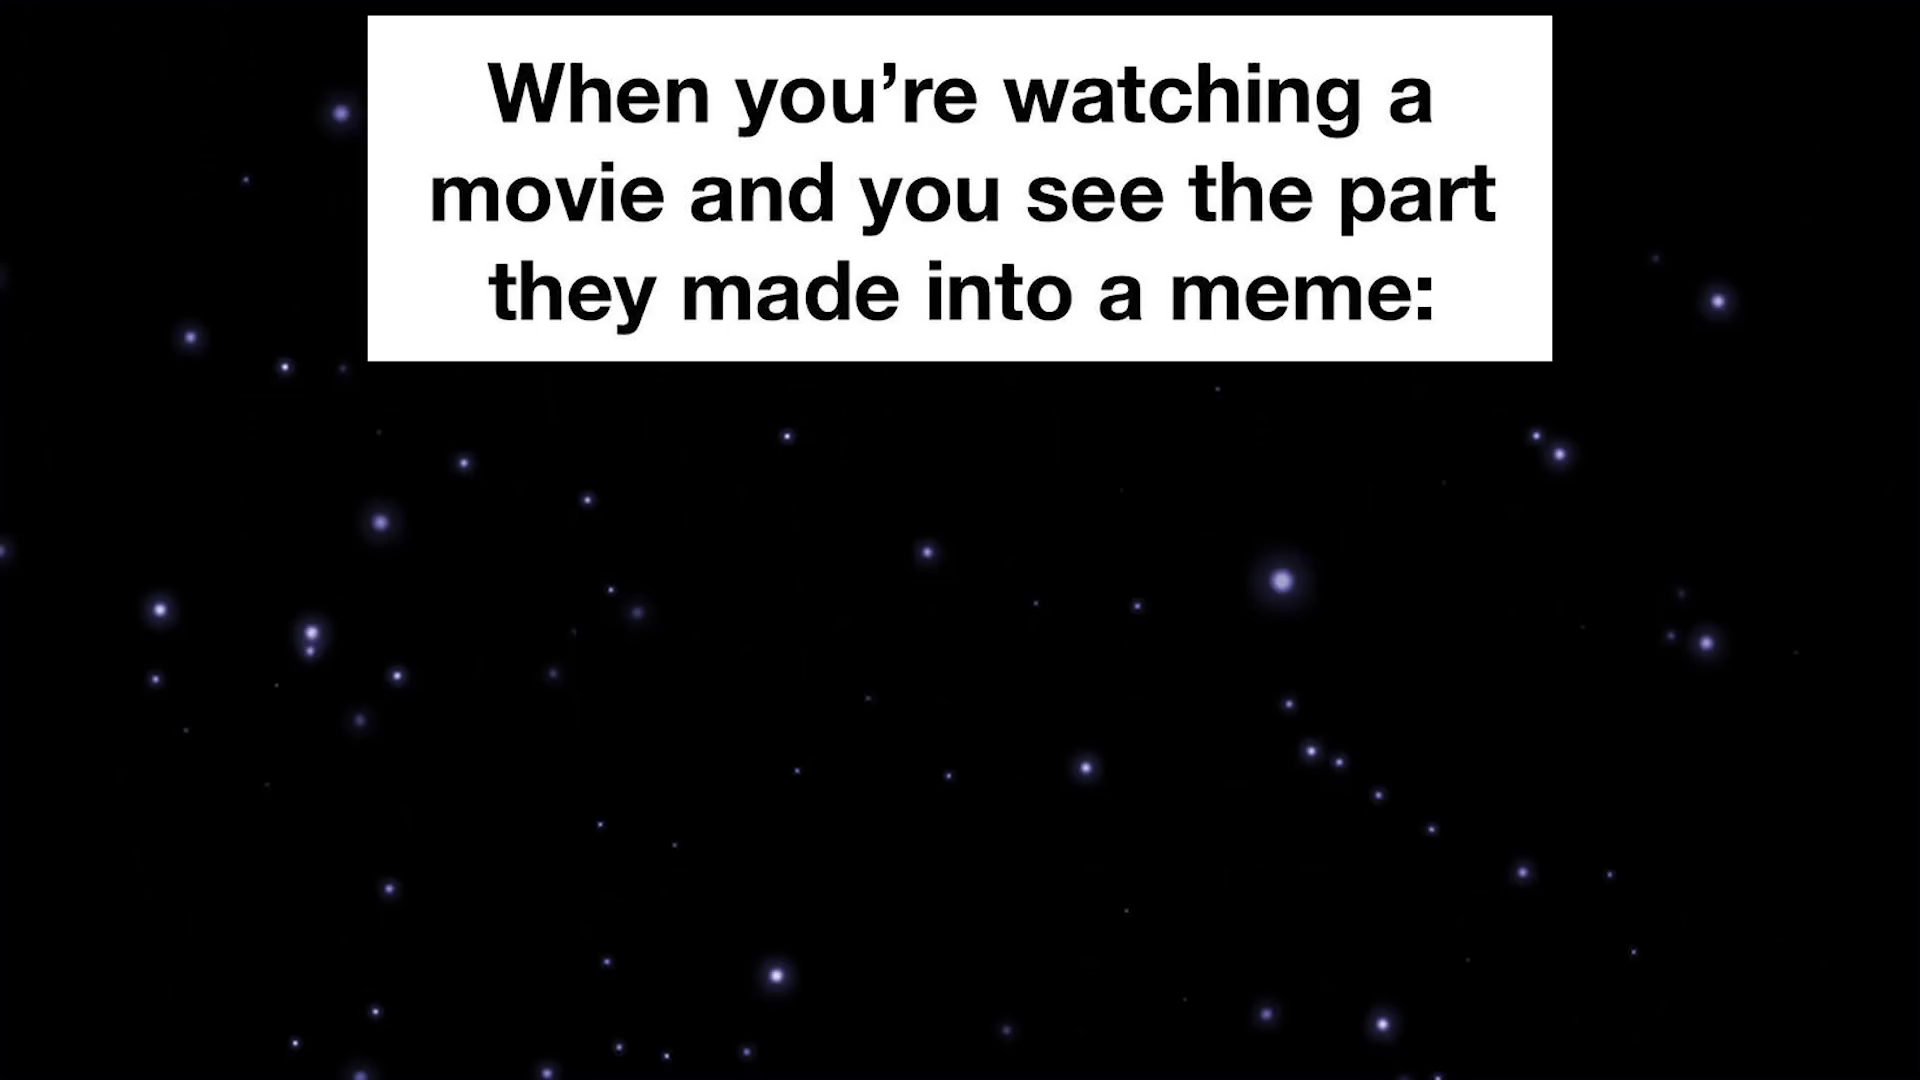 When you’re watching a
movie and you see the part
they made into a meme: